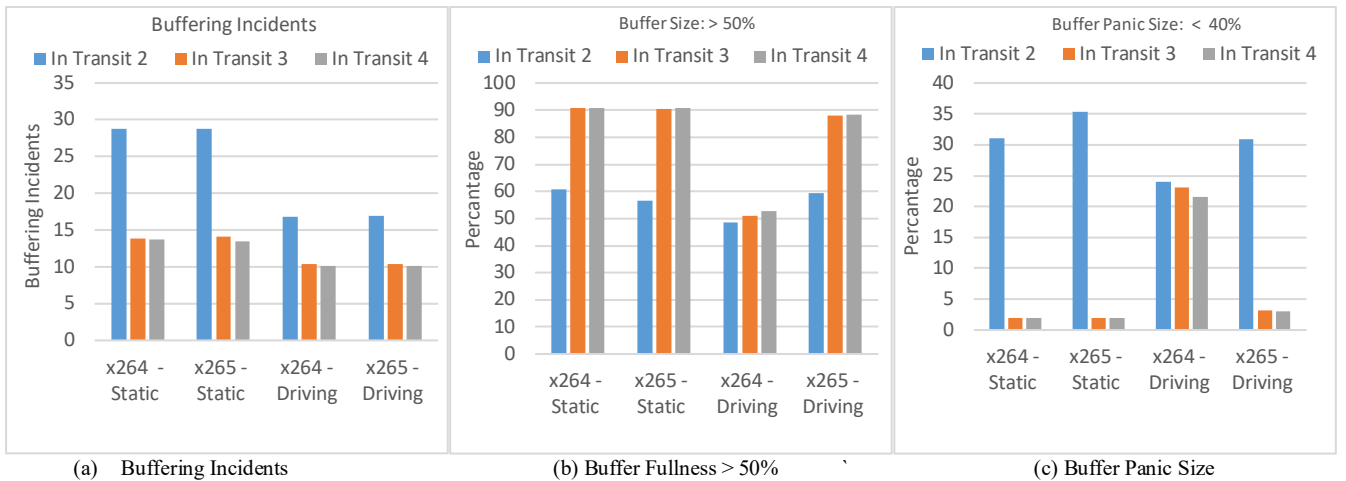 Buffering Incidents
In Transit 2 In Transit 3 In Transit 4
35
30
25
20
15
10
5
0
Buffering Incidents
x264 - Static
x265 - Static
x264 - Driving
x265 - Driving
(a) Buffering Incidents
Buffer Size: > 50%
In Transit 2 In Transit 3 In Transit 4
100
90
80
70
60
50
40
30
20
10
0
Percentage
x264 - Static
x265 - Static
x264 - Driving
x265 - Driving
(b) Buffer Fullness > 50% `
Buffer Panic Size: < 40%
In Transit 2 In Transit 3 In Transit 4
40
35
30
25
20
15
10
5
0
Percentage
x264 - Static
x265 - Static
x264 - Driving
x265 - Driving
(c) Buffer Panic Size